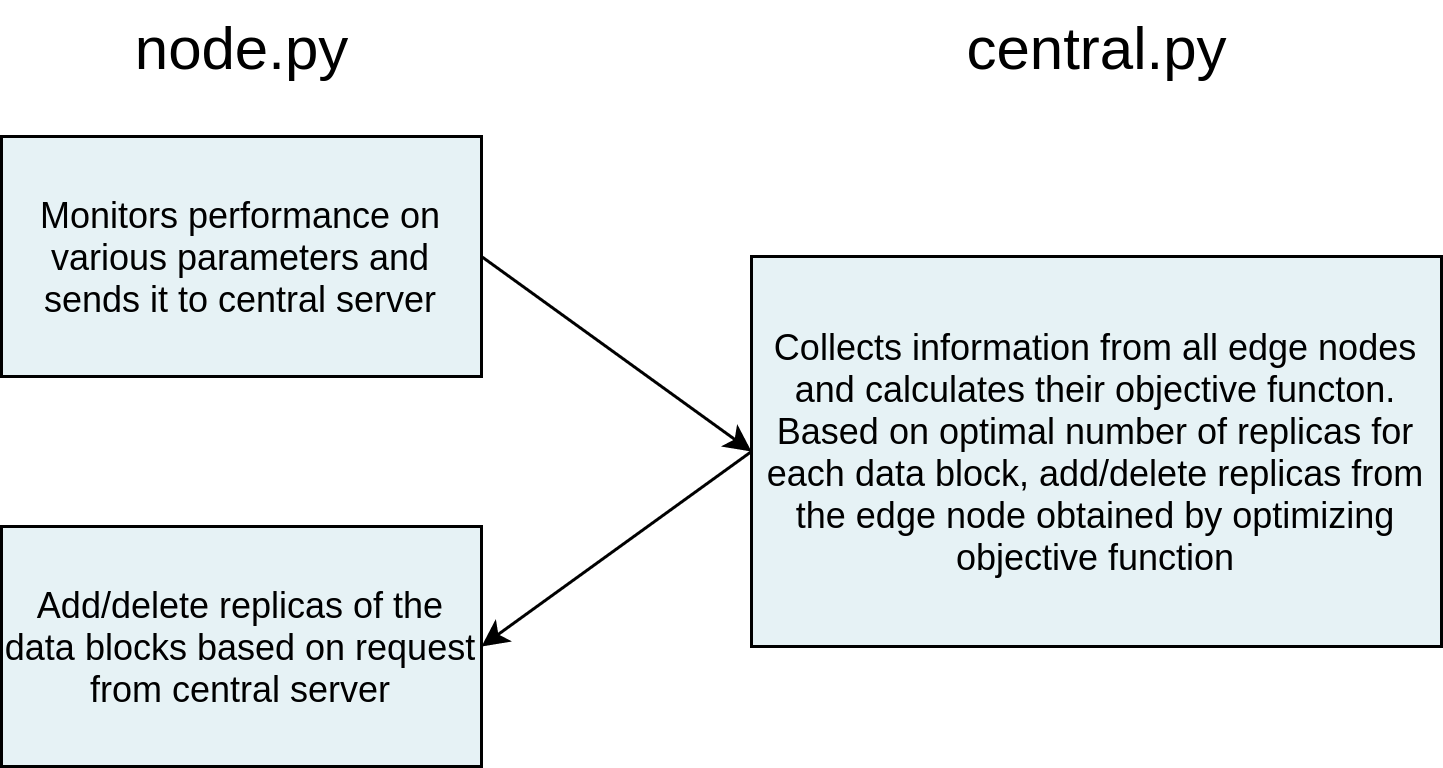 node.py
central.py
Monitors performance on
various parameters and
sends it to central server
Collects information from all edge nodes
and calculates their objective functon.
Based on optimal number of replicas for
each data block, add/delete replicas from
the edge node obtained by optimizing
objective function
Add/delete replicas of the
data blocks based on request
from central server